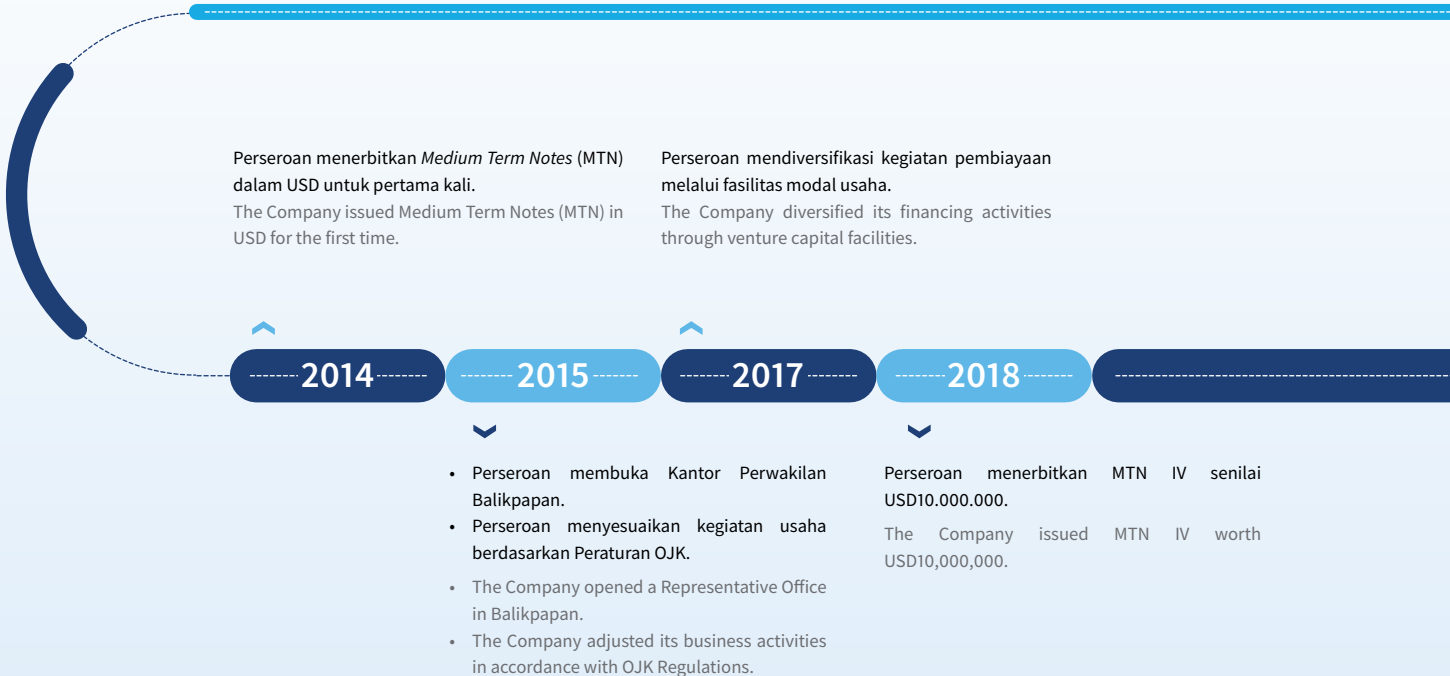 Perseroan menerbitkan Medium Term Notes (MTN)
dalam USD untuk pertama kali.
The Company issued Medium Term Notes (MTN) in
USD for the first time.
Perseroan mendiversifikasi kegiatan pembiayaan
melalui fasilitas modal usaha.
The Company diversified its financing activities
through venture capital facilities.
2014
2015
2017
2018
• Perseroan membuka Kantor Perwakilan
Balikpapan.
• Perseroan menyesuaikan kegiatan usaha
berdasarkan Peraturan OJK.
• The Company opened a Representative Office
in Balikpapan.
• The Company adjusted its business activities
in accordance with OJK Regulations.
Perseroan menerbitkan MTN IV senilai
USD10.000.000.
The Company issued MTN IV worth
USD10,000,000.